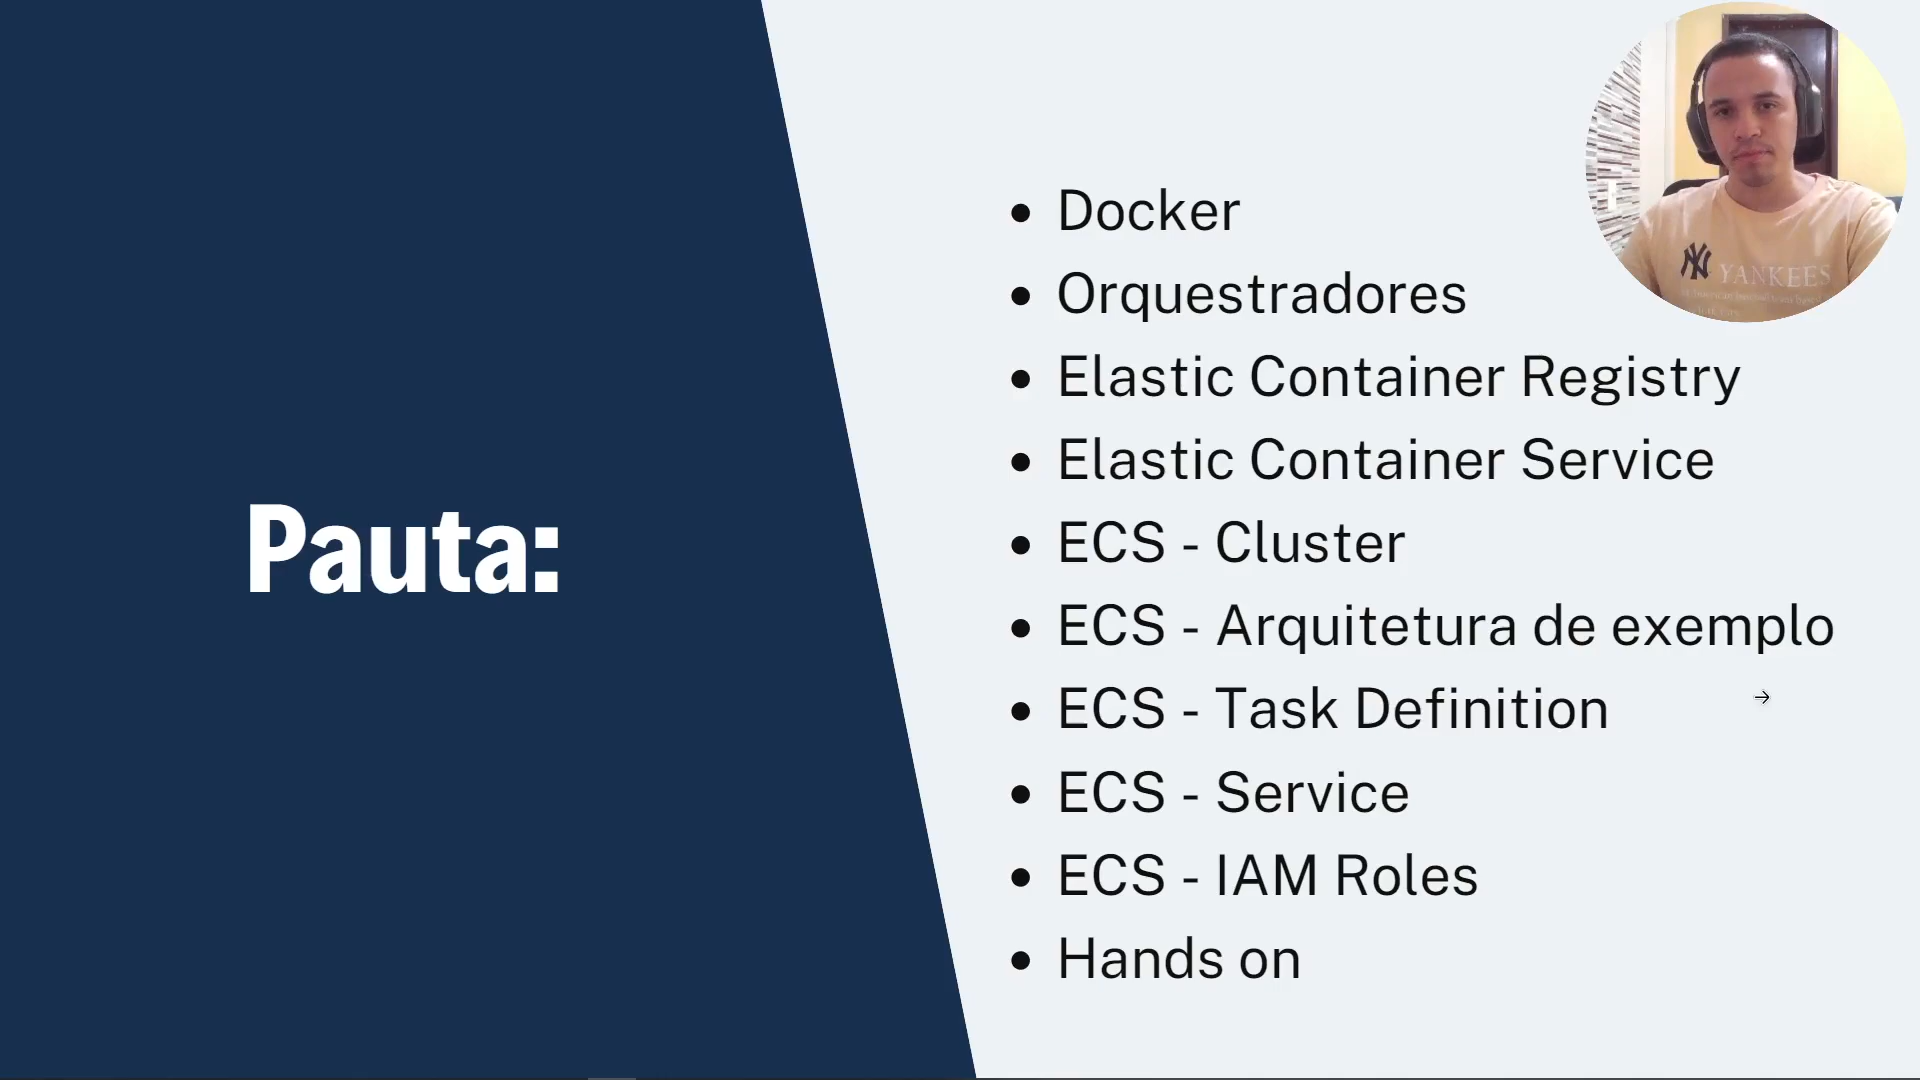 Pauta:
• Docker
• Orquestradores
• Elastic Container Registry
• Elastic Container Service
• ECS - Cluster
• ECS - Arquitetura de exemplo
• ECS - Task Definition
• ECS - Service
• ECS - IAM Roles
• Hands on
NY YANKEES